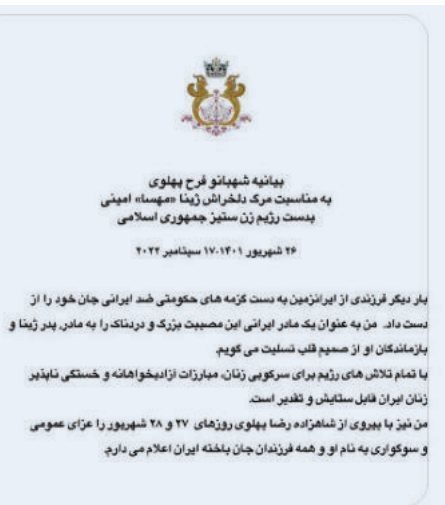 بیانیه شهبانو فرح پهلوی
به مناسبت مرگ دلخراش ژینا «مهسا» امینی
بدست رژیم زن ستیز جمهوری اسلامی
۲۶ شهریور ۱۴۰۱-۱۷ سپتامبر ۲۰۲۲
بار دیگر فرزندی از ایرانزمین به دست گزمه های حکومتی ضد ایرانی جان خود را از
دست داد. من به عنوان یک مادر ایرانی این مصیبت بزرگ و دردناک را به مادر، پدر ژینا و
بازماندگان او از صمیم قلب تسلیت می گویم.
با تمام تلاش های رژیم برای سرکوبی زنان، مبارزات آزادیخواهانه و خستگی ناپذیر
زنان ایران قابل ستایش و تقدیر است.
من نیز با پیروی از شاهزاده رضا پهلوی روزهای ۲۷ و ۲۸ شهریور را عزای عمومی
و سوگواری به نام او و همه فرزندان جان باخته ایران اعلام می دارم.